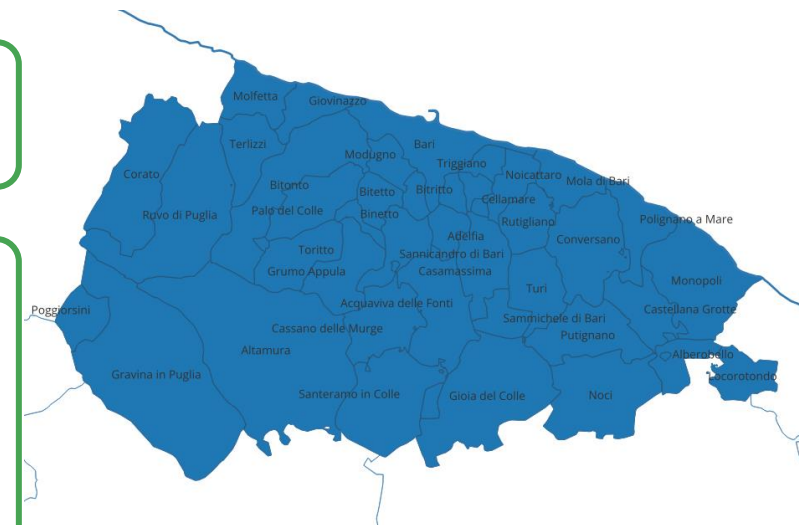 Molfetta
Giovinazzo
Terlizzi
Bari
Modugno
Triggiano
Corato
Noicattaro
Mola di Bari
Bitonto
Bitetto
Bitritto
Cellamare
Ruvo di Puglia
Palo del Colle
Binetto
Rutigliano
Polignano a Mare
Adelfia
Conversano
Toritto
Sannicandro di Bari
Grumo Appula
Casamassima
Monopoli
Turi
Poggiorsini
Acquaviva delle Fonti
Castellana Grotte
Sammichele di Bari
Cassano delle Murge
Putignano
Altamura
Alberobello
Gravina in Puglia
Locorotondo
Santeramo in Colle
Gioia del Colle
Noci